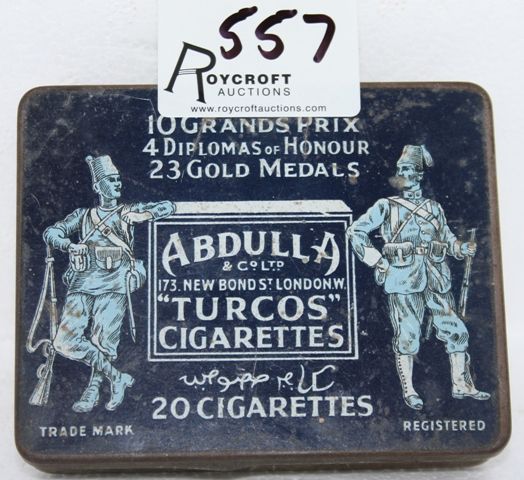 557
ROYCROFT
AUCTIONS
www.roycroftauctions.com
10 GRANDS PRIX
4 DIPLOMAS OF HONOUR
23 GOLD MEDALS
ABDULLA
& CO LTD
173. NEW BOND ST LONDON.W.
"TURCOS"
CIGARETTES
20 CIGARETTES
TRADE MARK
REGISTERED